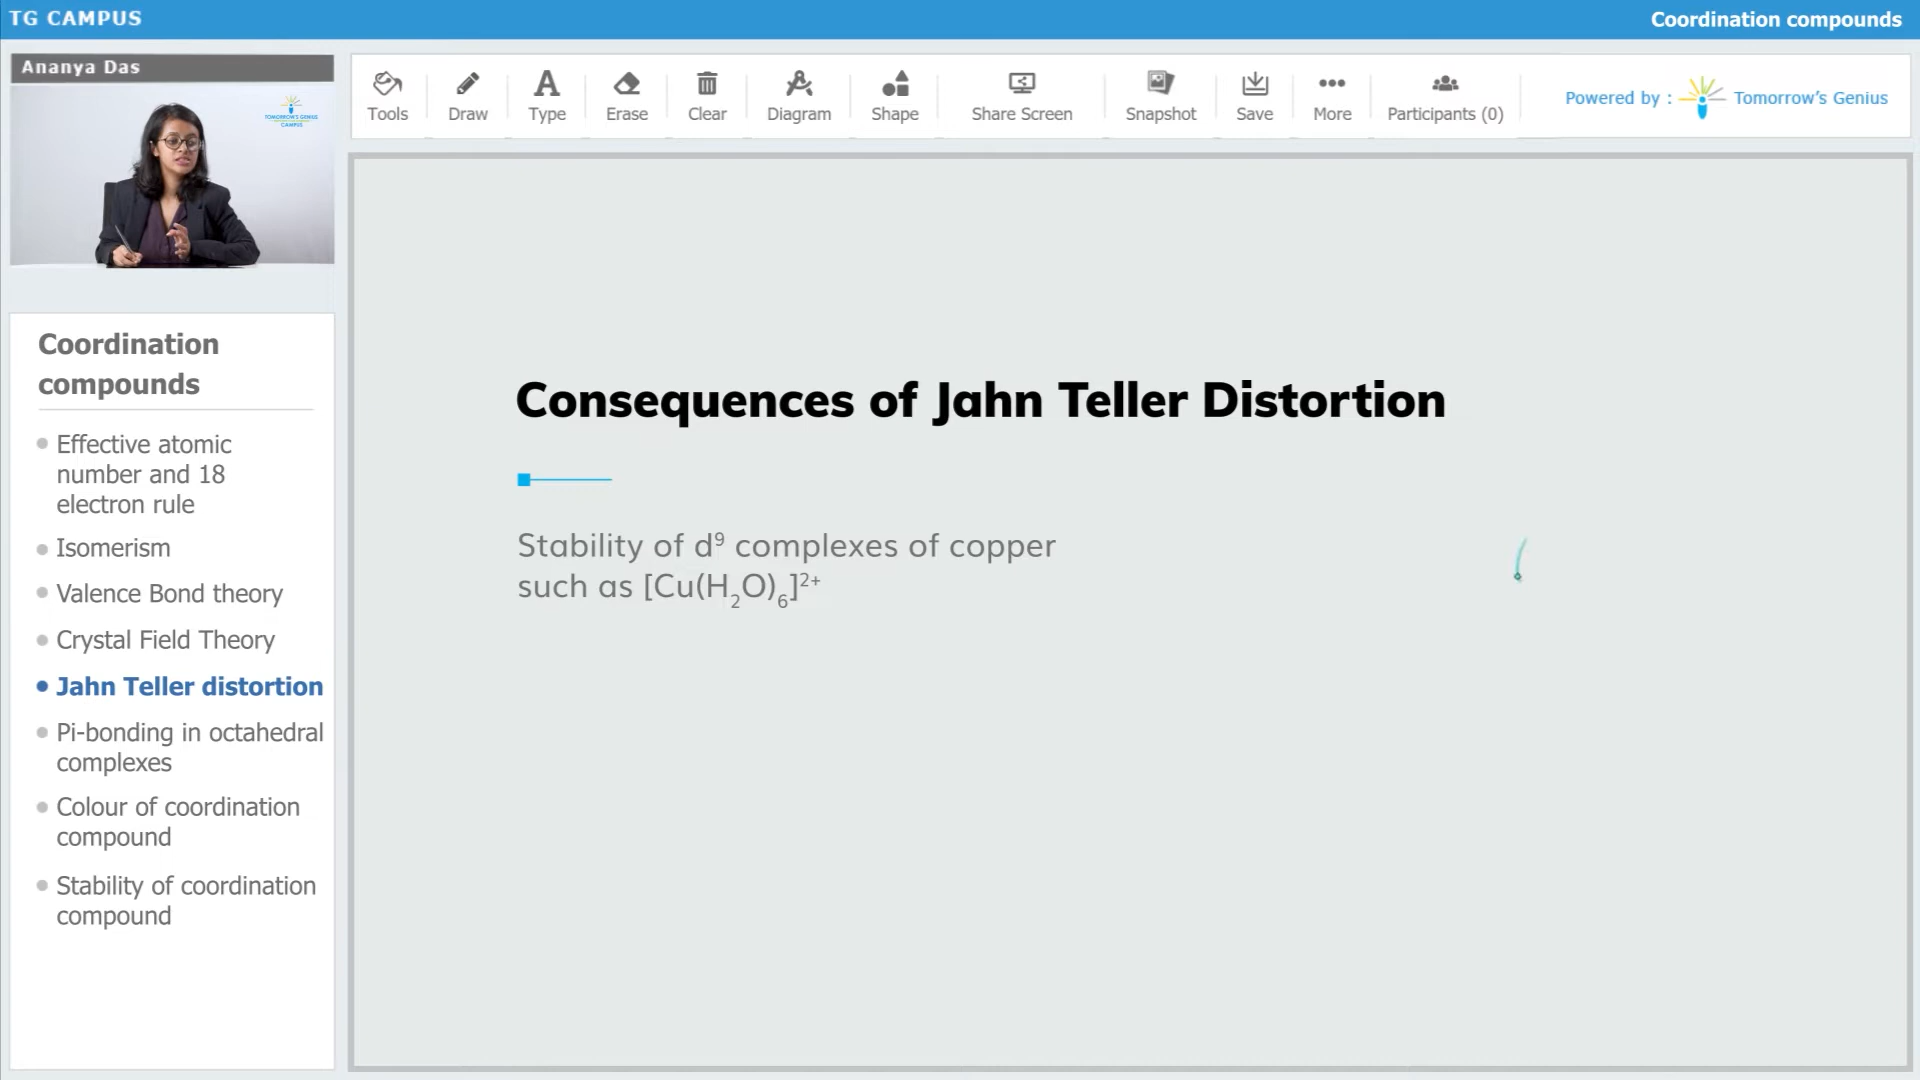 TG CAMPUS
Coordination compounds
Ananya Das
TOMORROW'S GENIUS
CAMPUS
Tools
Draw
Type
Erase
Clear
Diagram
Shape
Share Screen
Snapshot
Save
More
Participants (0)
Powered by :
Tomorrow's Genius
Coordination
compounds
Effective atomic
number and 18
electron rule
Isomerism
Valence Bond theory
Crystal Field Theory
Jahn Teller distortion
Pi-bonding in octahedral
complexes
Colour of coordination
compound
Stability of coordination
compound
Consequences of Jahn Teller Distortion
Stability of d⁹ complexes of copper
such as [Cu(H₂O)₆]²⁺